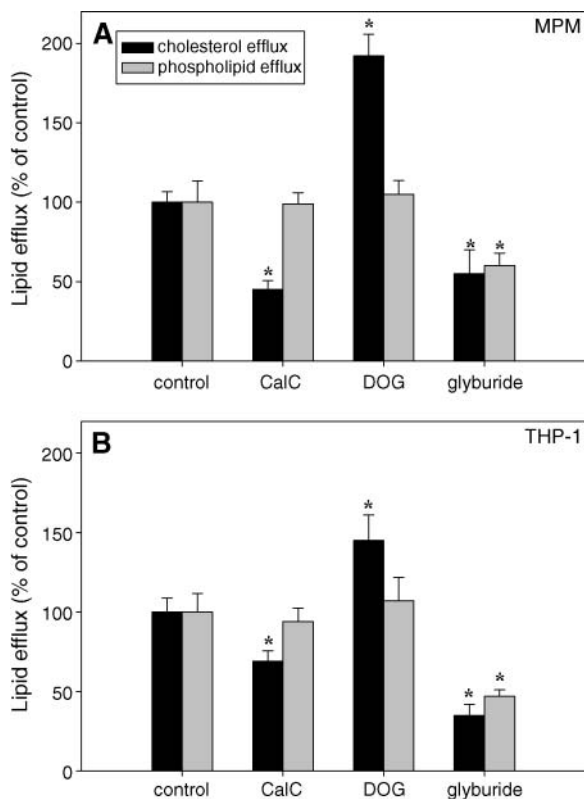 A
MPM
cholesterol efflux
phospholipid efflux
Lipid efflux (% of control)
200
150
100
50
0
*
*
* *
control CalC DOG glyburide
B
THP-1
Lipid efflux (% of control)
200
150
100
50
0
*
*
* *
control CalC DOG glyburide